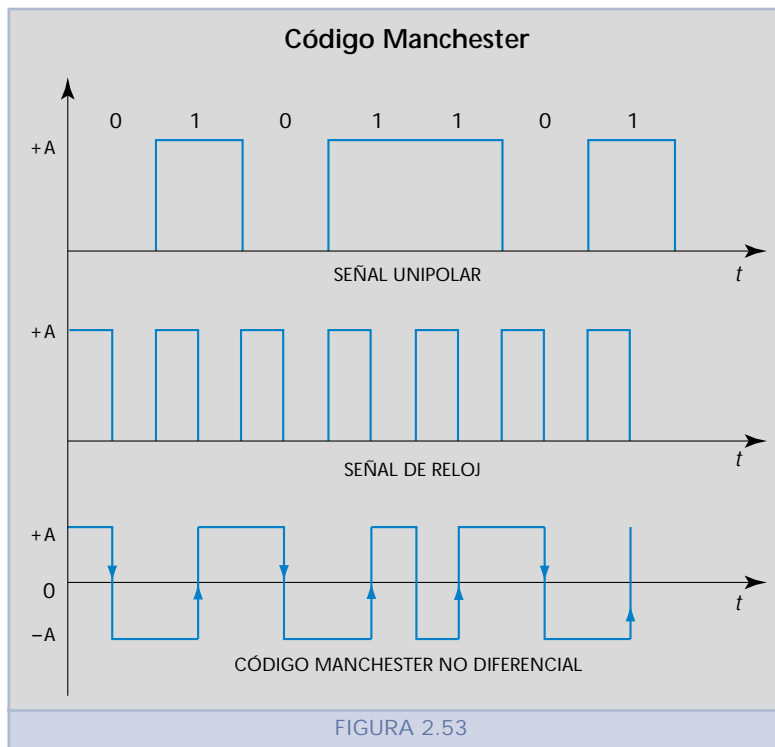 Código Manchester
0 1 0 1 1 0 1
+A
SEÑAL UNIPOLAR
t
+A
SEÑAL DE RELOJ
t
+A
0
t
−A
CÓDIGO MANCHESTER NO DIFERENCIAL
FIGURA 2.53